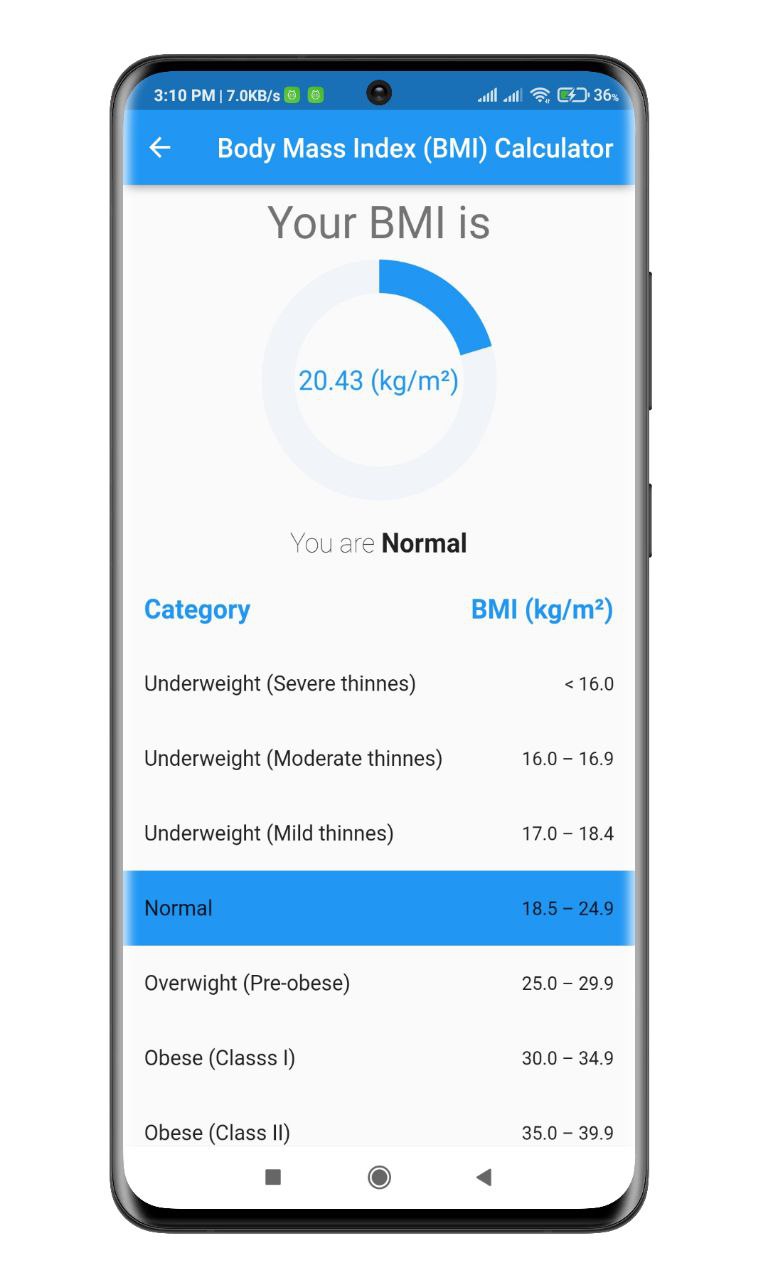 3:10 PM | 7.0KB/s 36%
Body Mass Index (BMI) Calculator
Your BMI is
20.43 (kg/m²)
You are Normal
Category BMI (kg/m²)
Underweight (Severe thinnes) < 16.0
Underweight (Moderate thinnes) 16.0 – 16.9
Underweight (Mild thinnes) 17.0 – 18.4
Normal 18.5 – 24.9
Overwight (Pre-obese) 25.0 – 29.9
Obese (Classs I) 30.0 – 34.9
Obese (Class II) 35.0 – 39.9